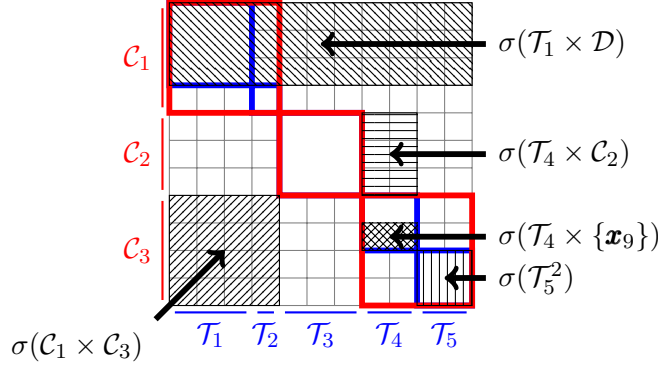 σ(𝒯₁ × 𝒟)
𝒞₁
𝒞₂
σ(𝒯₄ × 𝒞₂)
𝒞₃
σ(𝒯₄ × {𝒙₉})
σ(𝒯₅²)
𝒯₁ 𝒯₂ 𝒯₃ 𝒯₄ 𝒯₅
σ(𝒞₁ × 𝒞₃)